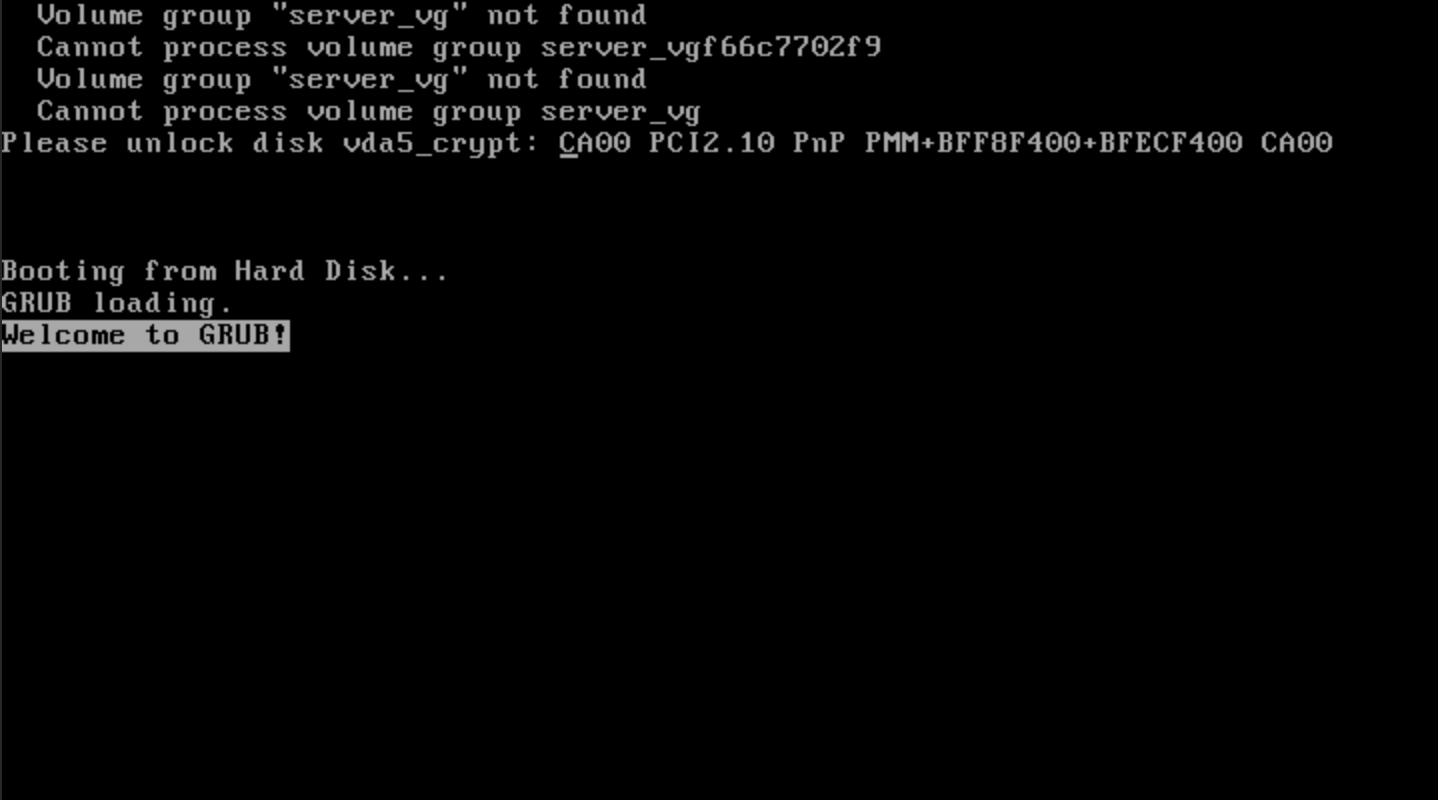 Volume group "server_vg" not found
Cannot process volume group server_vgf66c7702f9
Volume group "server_vg" not found
Cannot process volume group server_vg
Please unlock disk vda5_crypt: CA00 PCI2.10 PnP PMM+BFF8F400+BFECF400 CA00
Booting from Hard Disk...
GRUB loading.
Welcome to GRUB!